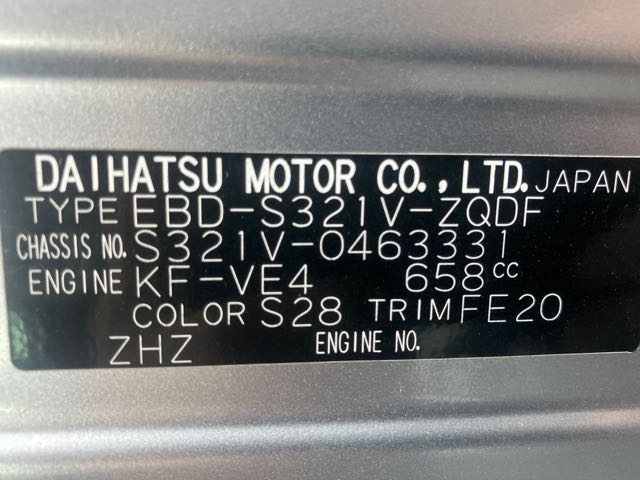 DAIHATSU MOTOR CO.,LTD. JAPAN
TYPE EBD-S321V-ZQDF
CHASSIS NO. S321V-0463331
ENGINE KF-VE4 658cc
COLOR S28 TRIM FE20
ZHZ ENGINE NO.